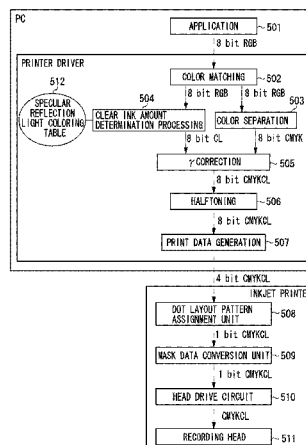 PC
APPLICATION
501
8 bit RGB
PRINTER DRIVER
512
COLOR MATCHING
502
8 bit RGB
8 bit RGB
504
503
SPECULAR
REFLECTION
LIGHT COLORING
TABLE
CLEAR INK AMOUNT
DETERMINATION PROCESSING
COLOR SEPARATION
8 bit CL
8 bit CMYK
γ CORRECTION
505
8 bit CMYKCL
HALFTONING
506
8 bit CMYKCL
PRINT DATA GENERATION
507
4 bit CMYKCL
INKJET PRINTER
DOT LAYOUT PATTERN
ASSIGNMENT UNIT
508
1 bit CMYKCL
MASK DATA CONVERSION UNIT
509
1 bit CMYKCL
HEAD DRIVE CIRCUIT
510
CMYKCL
RECORDING HEAD
511